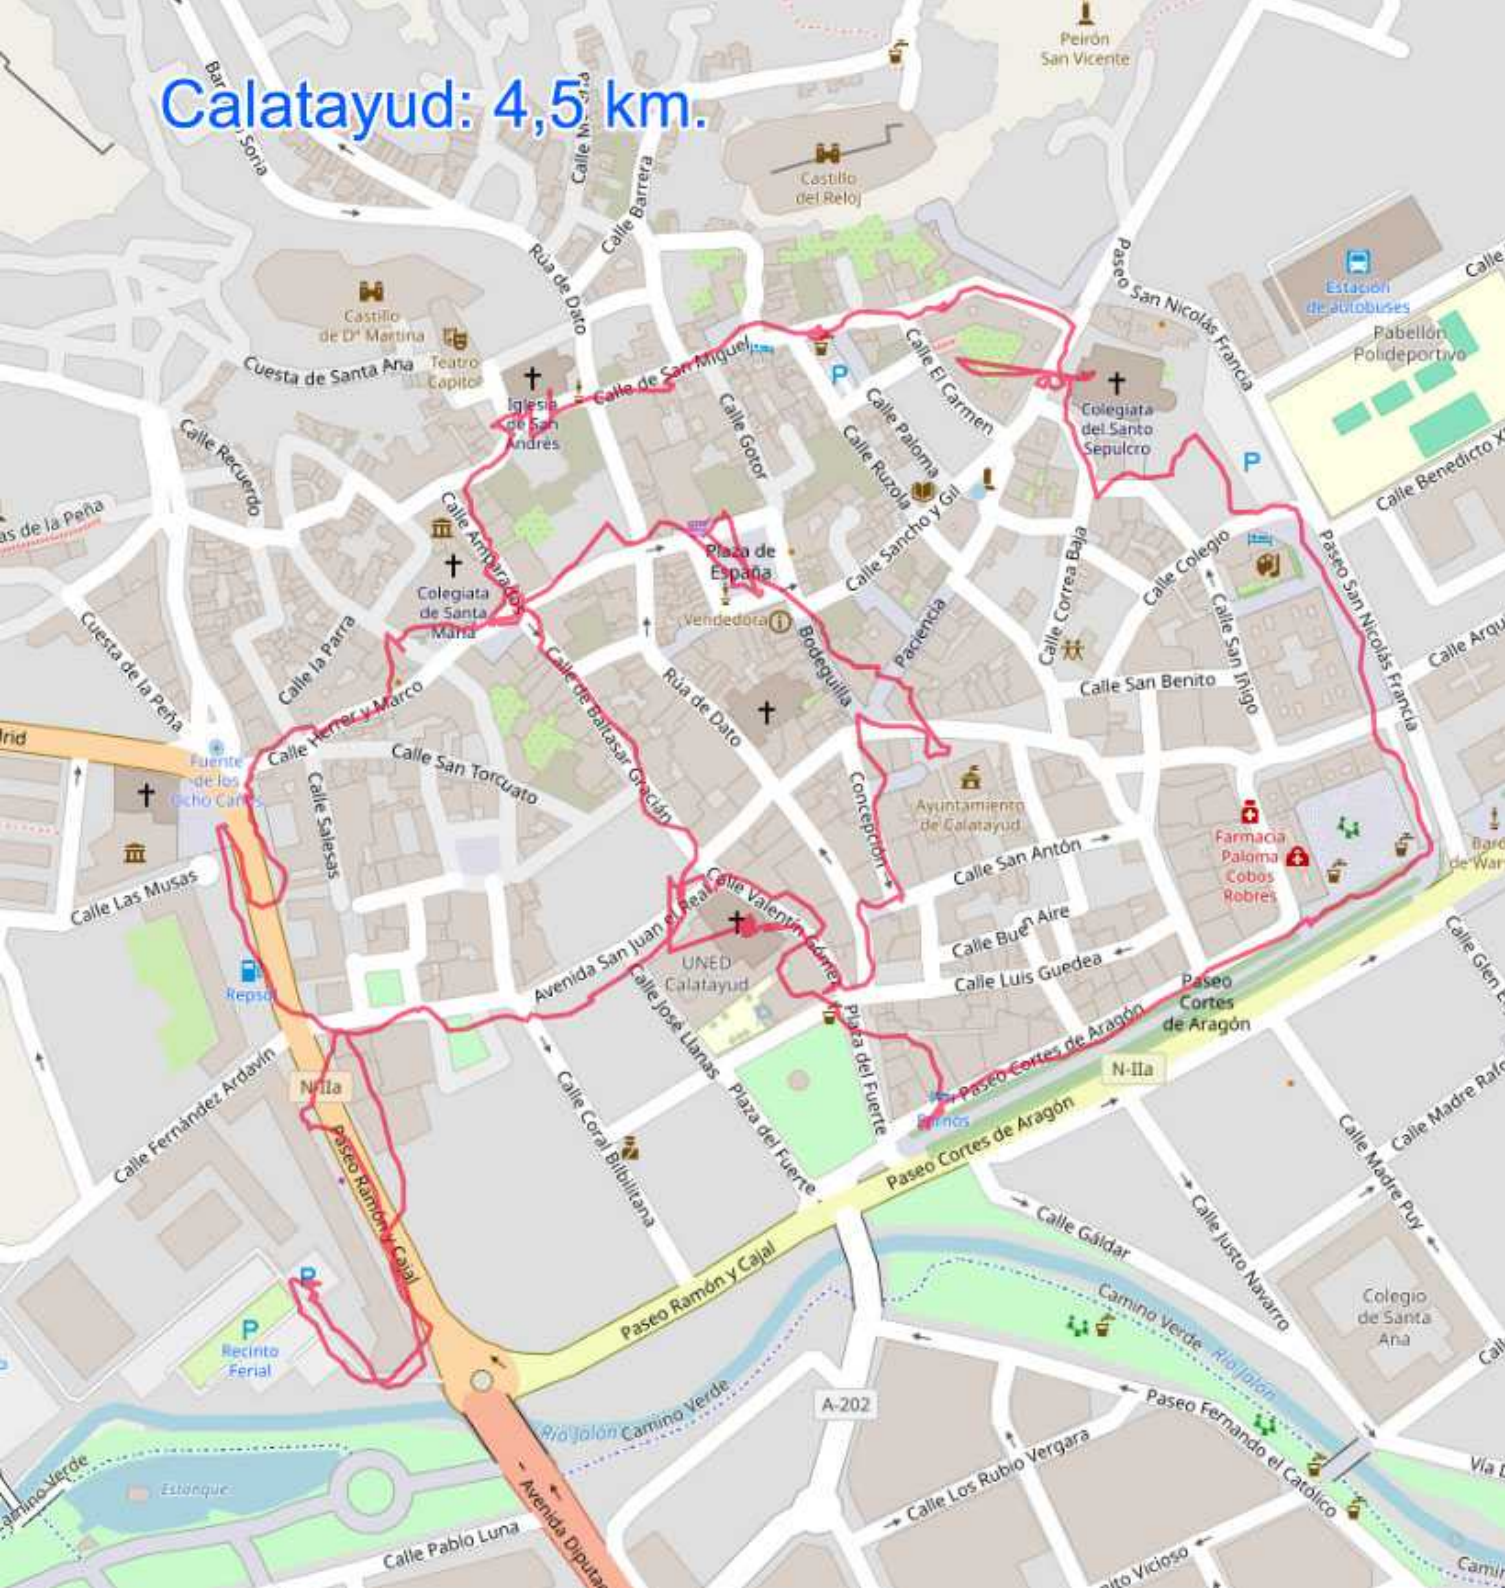 Peirón
San Vicente
Calatayud: 4,5 km.
Soria
Calle Barrera
Castillo
del Reloj
Rúa de Dato
Paseo San Nicolás Francia
Estación
de autobuses
Calle
Castillo
de Dª Martina
Teatro
Capitol
Cuesta de Santa Ana
Calle de San Miguel
P
Calle El Carmen
Pabellón
Polideportivo
Iglesia
de San
Andrés
Calle Gotor
Calle Paloma
Calle Ruzola
Colegiata
del Santo
Sepulcro
P
Calle Recuerdo
Calle Benedicto X
as de la Peña
Calle Amparados
Plaza de
España
Calle Sancho y Gil
Calle Correa Baja
Calle Colegio
Paseo San Nicolás Francia
Colegiata
de Santa
María
Vendedora
Bodeguilla
Paciencia
Calle San Iñigo
Calle Arqu
Cuesta de la Peña
Calle la Parra
Calle de Baltasar Gracián
Rúa de Dato
Calle San Benito
Calle Herrer y Marco
drid
Fuente
de los
Ocho Caños
Calle San Torcuato
Calle Salesas
Concepción
Ayuntamiento
de Calatayud
Farmacia
Paloma
Cobos
Robres
Calle San Antón
Calle Las Musas
Calle Valentín Gómez
Avenida San Juan el Real
Calle Buen Aire
UNED
Calatayud
Calle Luis Guedea
Repsol
Paseo
Cortes
de Aragón
Calle José Llanas
Plaza del Fuerte
Paseo Cortes de Aragón
N-IIa
N-IIa
Calle Fernández Ardavín
Calle Coral Bilbilitana
Plaza del Fuerte
Paseo Cortes de Aragón
Calle Madre Puy
Paseo Ramón y Cajal
Calle Gáldar
Calle Justo Navarro
P
P
Recinto
Ferial
Paseo Ramón y Cajal
Camino Verde
Río Jalón
Colegio
de Santa
Ana
A-202
Paseo Fernando el Católico
Río Jalón
Camino Verde
Calle Los Rubio Vergara
Estanque
Avenida Diputa
Calle Pablo Luna